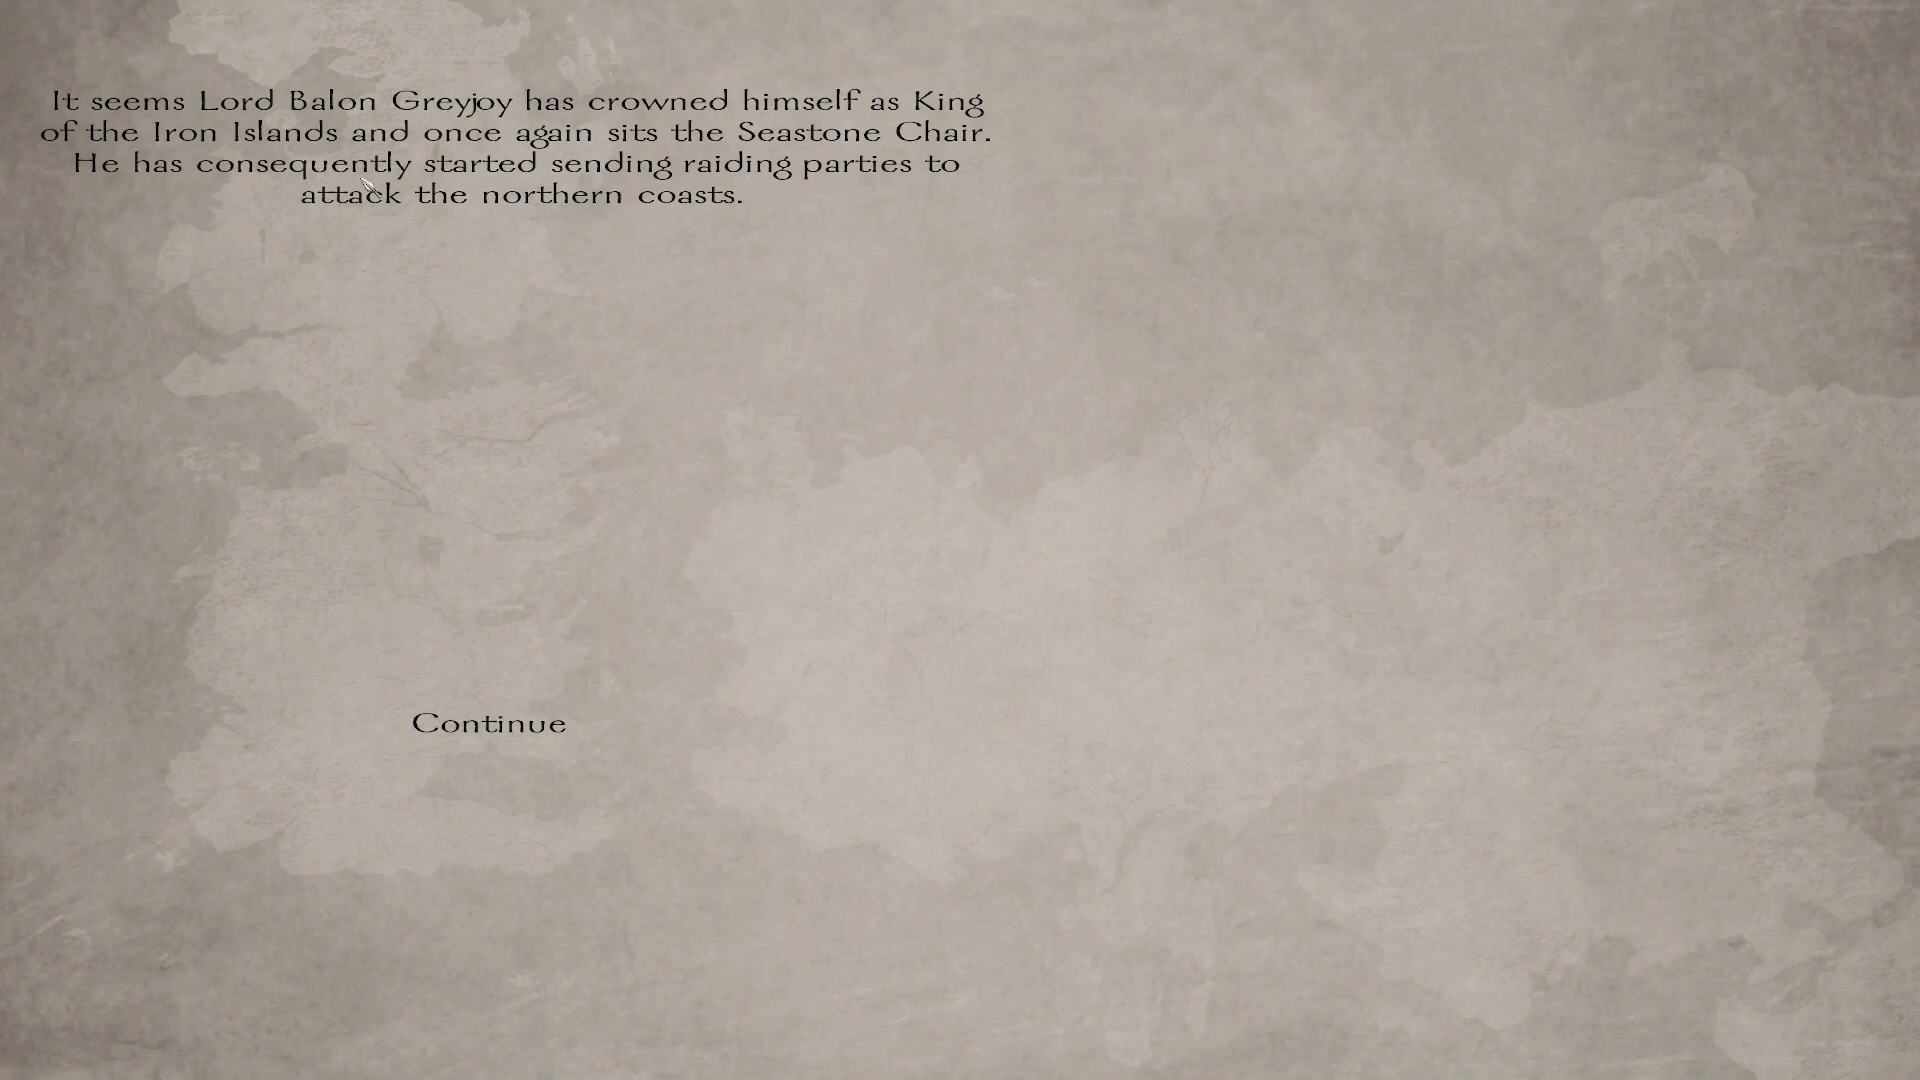 It seems Lord Balon Greyjoy has crowned himself as King
of the Iron Islands and once again sits the Seastone Chair.
He has consequently started sending raiding parties to
attack the northern coasts.
Continue